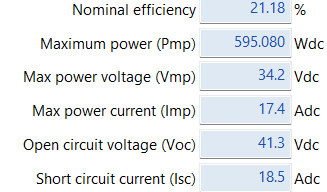 Nominal efficiency 21.18 %
Maximum power (Pmp) 595.080 Wdc
Max power voltage (Vmp) 34.2 Vdc
Max power current (Imp) 17.4 Adc
Open circuit voltage (Voc) 41.3 Vdc
Short circuit current (Isc) 18.5 Adc